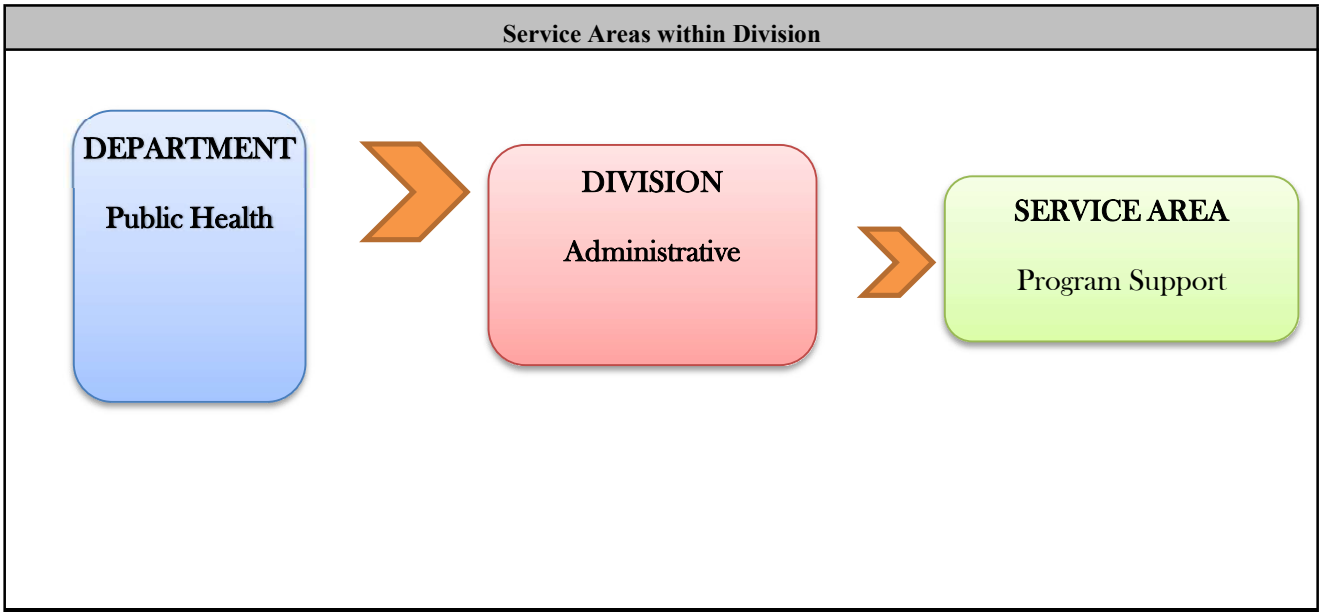 Service Areas within Division
DEPARTMENT
Public Health
DIVISION
Administrative
SERVICE AREA
Program Support